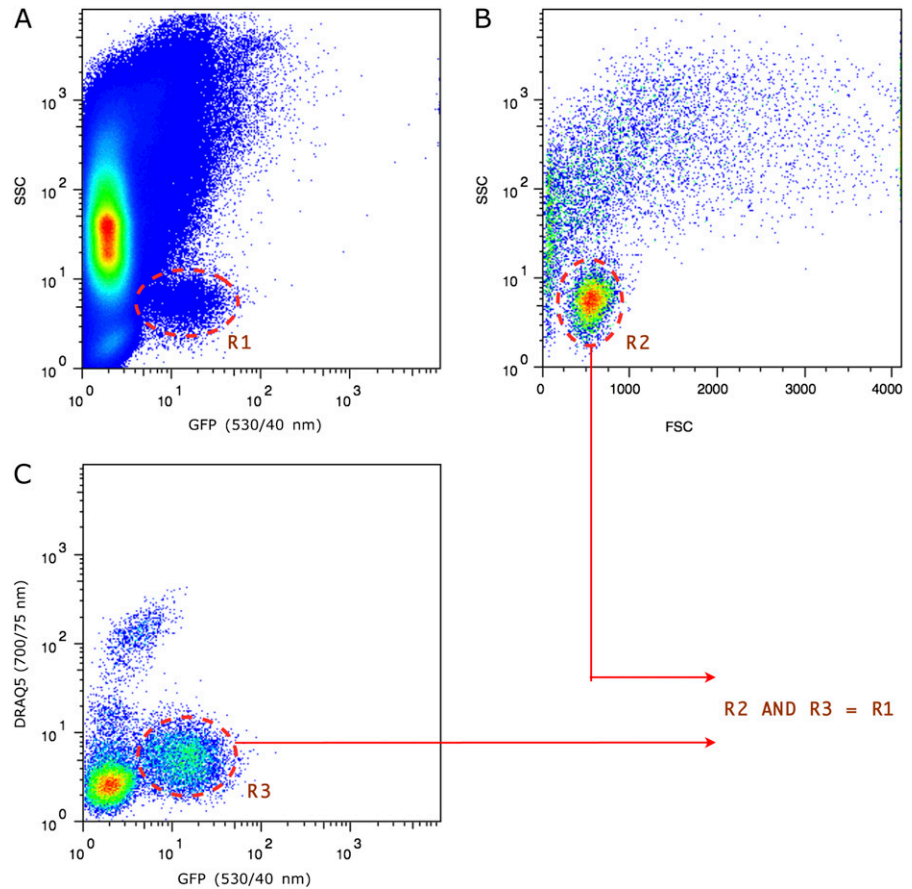 A
SSC
10³
10²
10¹
10⁰
10⁰ 10¹ 10² 10³
GFP (530/40 nm)
R1
B
SSC
10³
10²
10¹
10⁰
0 1000 2000 3000 4000
FSC
R2
C
DRAQ5 (700/75 nm)
10³
10²
10¹
10⁰
10⁰ 10¹ 10² 10³
GFP (530/40 nm)
R3
R2 AND R3 = R1